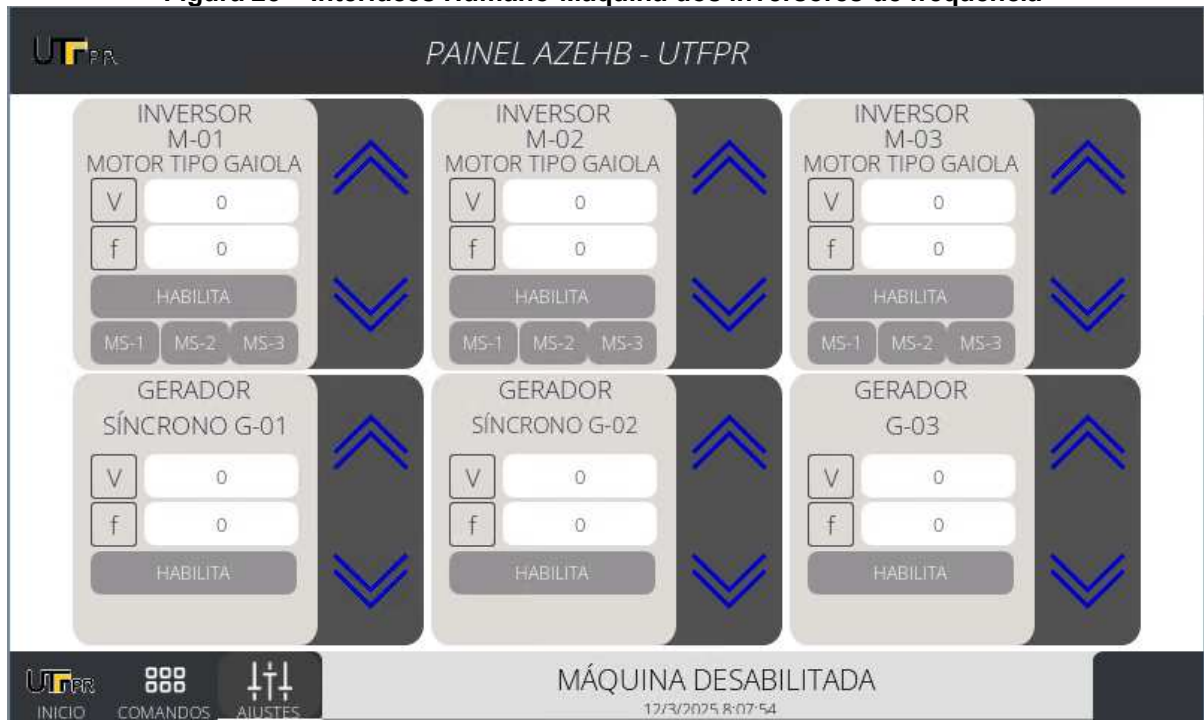 Figura 20 – Interfaces Humano-Máquina dos inversores de frequência
UTFPR
PAINEL AZEHB - UTFPR
INVERSOR
M-01
MOTOR TIPO GAIOLA
V 0
f 0
HABILITA
MS-1 MS-2 MS-3
INVERSOR
M-02
MOTOR TIPO GAIOLA
V 0
f 0
HABILITA
MS-1 MS-2 MS-3
INVERSOR
M-03
MOTOR TIPO GAIOLA
V 0
f 0
HABILITA
MS-1 MS-2 MS-3
GERADOR
SÍNCRONO G-01
V 0
f 0
HABILITA
GERADOR
SÍNCRONO G-02
V 0
f 0
HABILITA
GERADOR
G-03
V 0
f 0
HABILITA
UTFPR
INICIO COMANDOS AJUSTES
MÁQUINA DESABILITADA
12/3/2025 8:07:54